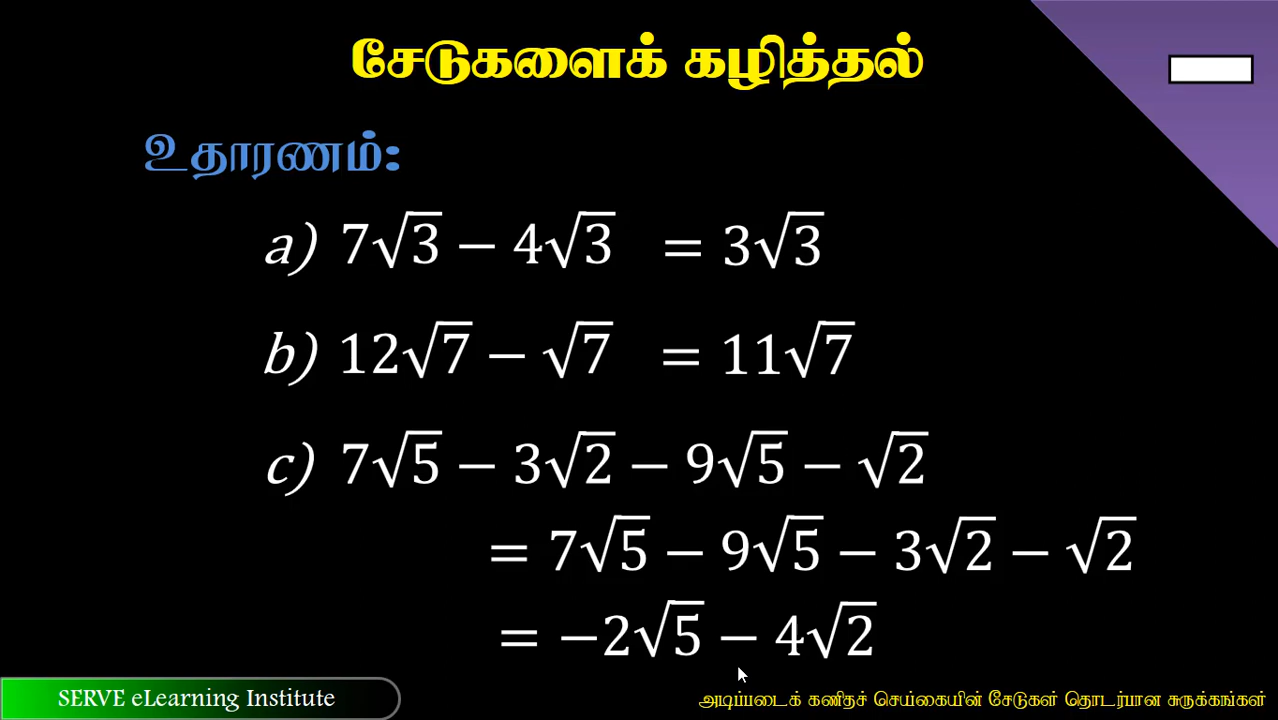 சேடுகளைக் கழித்தல்
உதாரணம்:
a) 7√3 − 4√3 = 3√3
b) 12√7 − √7 = 11√7
c) 7√5 − 3√2 − 9√5 − √2
= 7√5 − 9√5 − 3√2 − √2
= −2√5 − 4√2
SERVE eLearning Institute
அடிப்படைக் கணிதச் செய்கையின் சேடுகள் தொடர்பான சுருக்கங்கள்